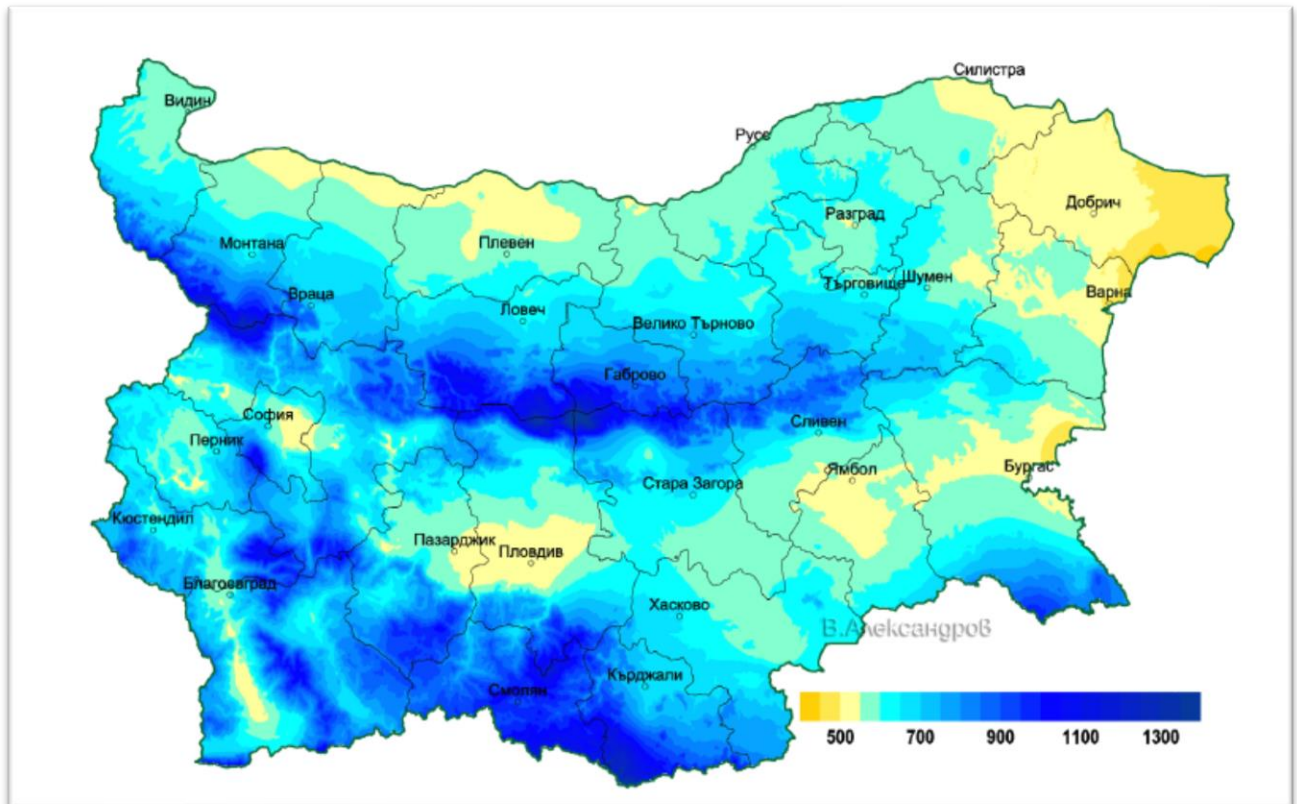 Силистра
Видин
Русс
Добрич
Разград
Монтана
Плевен
Търговище
Шумен
Варна
Враца
Ловеч
Велико Търново
Габрово
София
Сливен
Перник
Ямбол
Бургас
Стара Загора
Кюстендил
Пазарджик
Пловдив
Благоевград
Хасково
В.Александров
Кърджали
Смолян
500 700 900 1100 1300